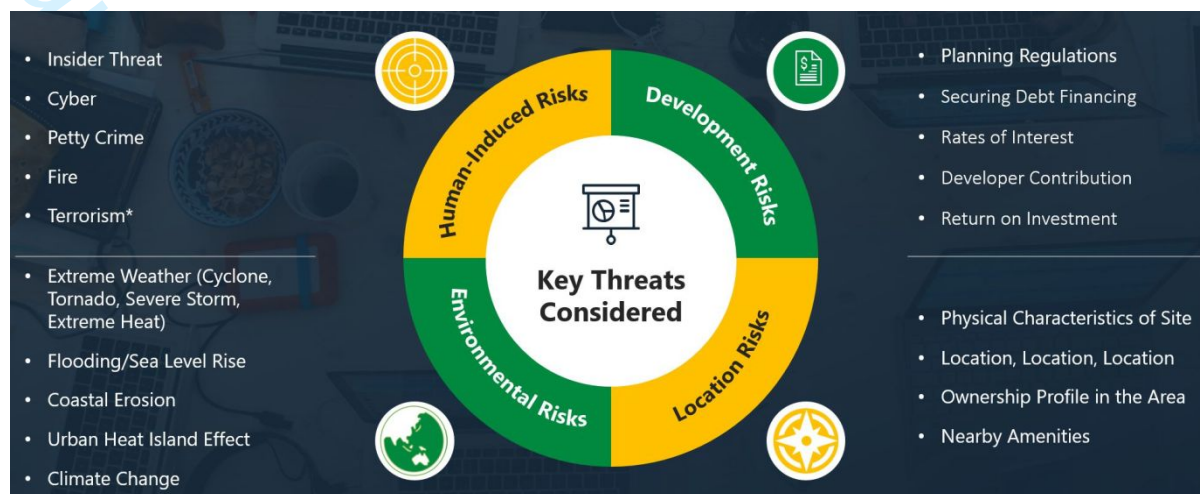 • Insider Threat
• Cyber
• Petty Crime
• Fire
• Terrorism*
• Extreme Weather (Cyclone,
Tornado, Severe Storm,
Extreme Heat)
• Flooding/Sea Level Rise
• Coastal Erosion
• Urban Heat Island Effect
• Climate Change
Human-Induced Risks
Development Risks
Key Threats
Considered
Environmental Risks
Location Risks
• Planning Regulations
• Securing Debt Financing
• Rates of Interest
• Developer Contribution
• Return on Investment
• Physical Characteristics of Site
• Location, Location, Location
• Ownership Profile in the Area
• Nearby Amenities